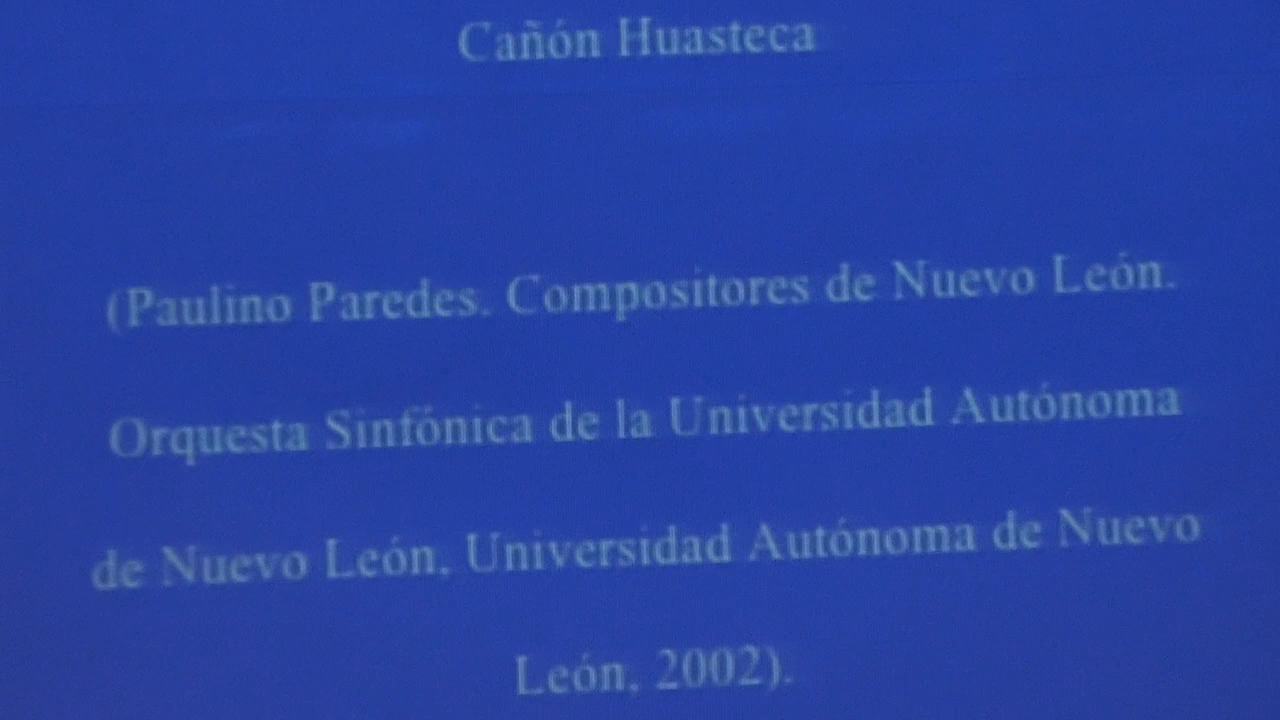 Cañón Huasteca
(Paulino Paredes. Compositores de Nuevo León.
Orquesta Sinfónica de la Universidad Autónoma
de Nuevo León, Universidad Autónoma de Nuevo
León, 2002).